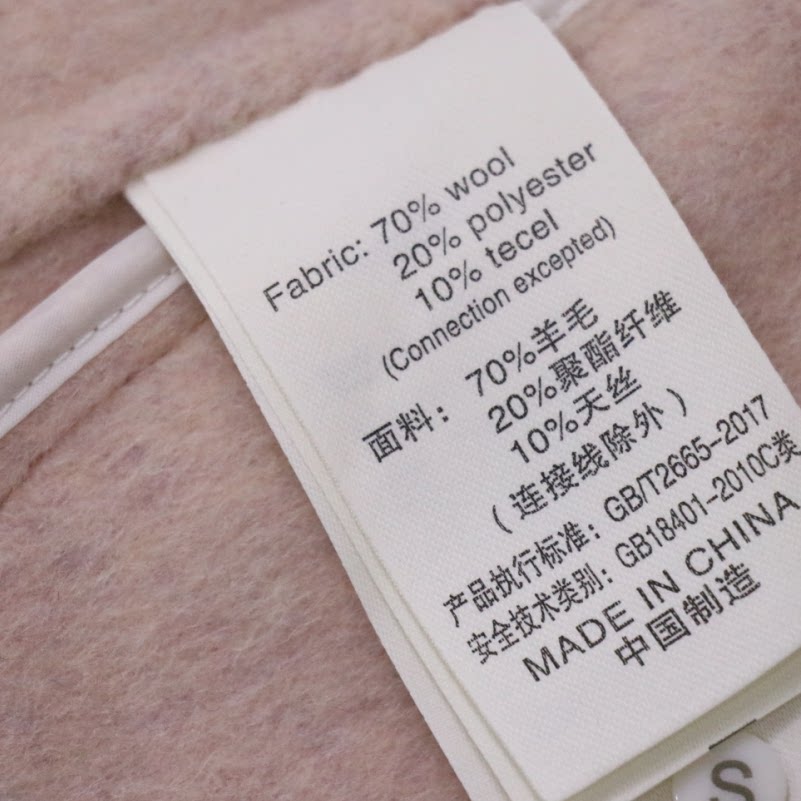 Fabric: 70% wool
20% polyester
10% tecel
(Connection excepted)
面料: 70%羊毛
20%聚酯纤维
10%天丝
(连接线除外)
产品执行标准: GB/T2665-2017
安全技术类别: GB18401-2010C类
MADE IN CHINA
中国制造
S